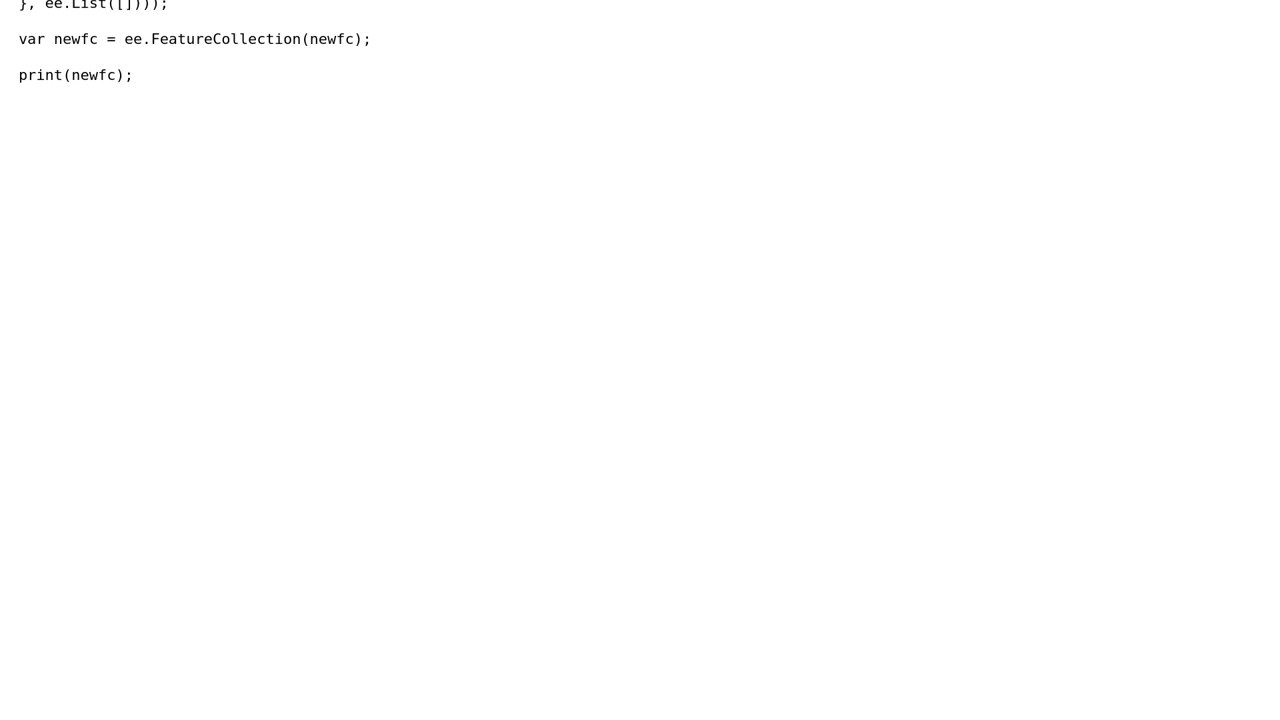 }, ee.List([])));
var newfc = ee.FeatureCollection(newfc);
print(newfc);